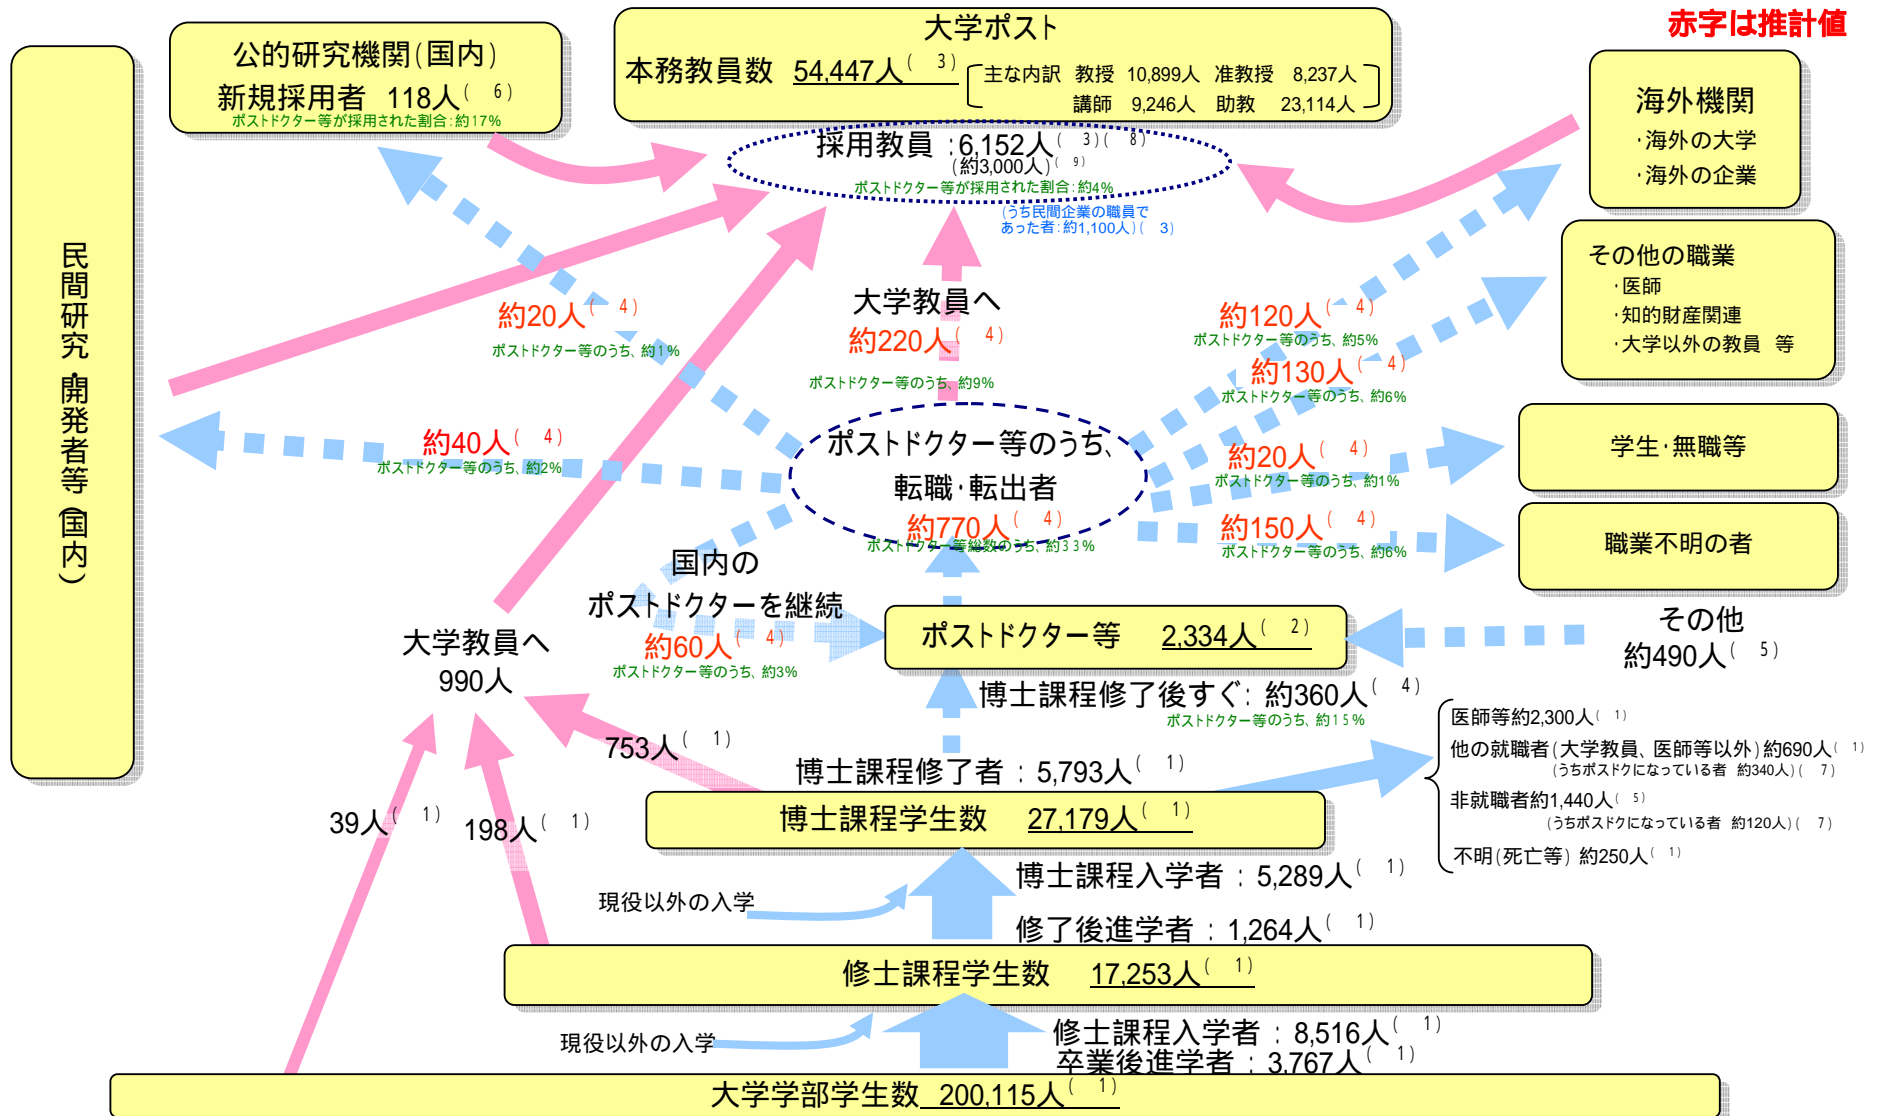 赤字は推計値
大学ポスト
本務教員数 54,447人( 3)
主な内訳 教授 10,899人 准教授 8,237人
講師 9,246人 助教 23,114人
公的研究機関(国内)
新規採用者 118人( 6)
ポストドクター等が採用された割合:約17%
海外機関
・海外の大学
・海外の企業
採用教員 :6,152人( 3)( 8)
(約3,000人)( 9)
ポストドクター等が採用された割合:約4%
(うち民間企業の職員で
あった者:約1,100人)( 3)
民間研究・開発者等(国内)
その他の職業
・医師
・知的財産関連
・大学以外の教員 等
約20人( 4)
ポストドクター等のうち、約1%
大学教員へ
約220人( 4)
ポストドクター等のうち、約9%
約120人( 4)
ポストドクター等のうち、約5%
約130人( 4)
ポストドクター等のうち、約6%
約40人( 4)
ポストドクター等のうち、約2%
ポストドクター等のうち、
転職・転出者
約770人( 4)
ポストドクター等総数のうち、約33%
約20人( 4)
ポストドクター等のうち、約1%
学生・無職等
約150人( 4)
ポストドクター等のうち、約6%
職業不明の者
国内の
ポストドクターを継続
約60人( 4)
ポストドクター等のうち、約3%
ポストドクター等 2,334人( 2)
その他
約490人( 5)
大学教員へ
990人
博士課程修了後すぐ: 約360人( 4)
ポストドクター等のうち、約15%
753人( 1)
博士課程修了者 : 5,793人( 1)
医師等約2,300人( 1)
他の就職者(大学教員、医師等以外)約690人( 1)
(うちポスドクになっている者 約340人)( 7)
非就職者約1,440人( 5)
(うちポスドクになっている者 約120人)( 7)
不明(死亡等) 約250人( 1)
39人( 1)
198人( 1)
博士課程学生数 27,179人( 1)
博士課程入学者 : 5,289人( 1)
現役以外の入学
修了後進学者 : 1,264人( 1)
修士課程学生数 17,253人( 1)
修士課程入学者 : 8,516人( 1)
現役以外の入学
卒業後進学者 : 3,767人( 1)
大学学部学生数 200,115人( 1)